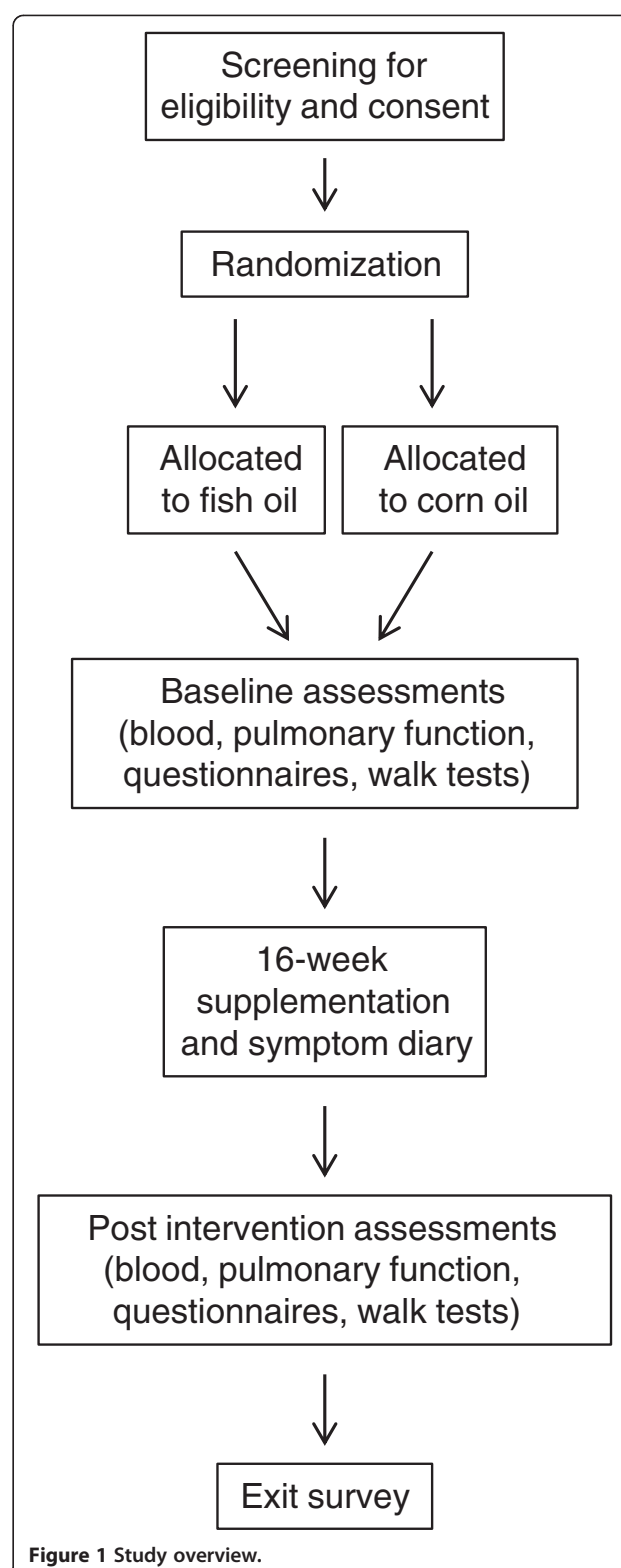 Screening for
eligibility and consent
Randomization
Allocated
to fish oil
Allocated
to corn oil
Baseline assessments
(blood, pulmonary function,
questionnaires, walk tests)
16-week
supplementation
and symptom diary
Post intervention assessments
(blood, pulmonary function,
questionnaires, walk tests)
Exit survey
Figure 1 Study overview.